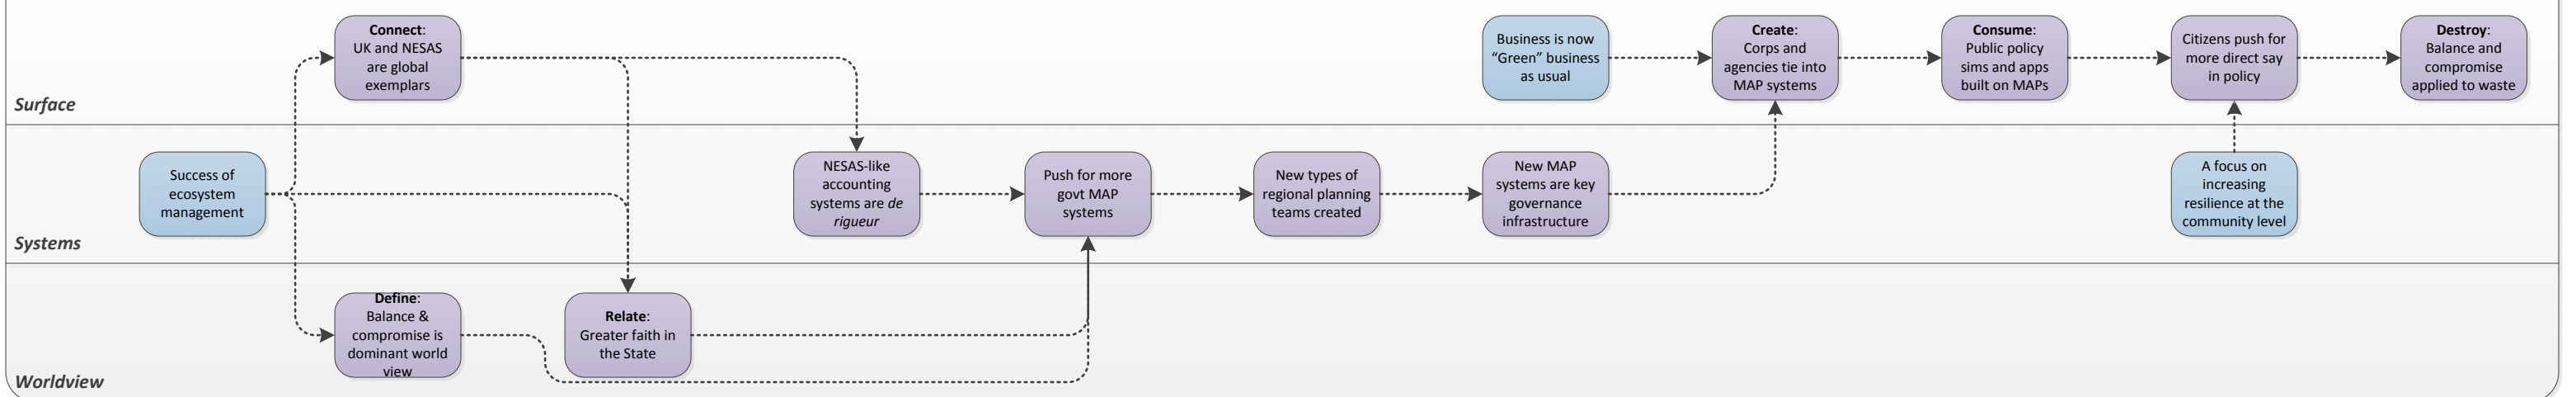 Connect:
UK and NESAS
are global
exemplars
Business is now
“Green” business
as usual
Create:
Corps and
agencies tie into
MAP systems
Consume:
Public policy
sims and apps
built on MAPs
Citizens push for
more direct say
in policy
Destroy:
Balance and
compromise
applied to waste
Surface
Success of
ecosystem
management
NESAS-like
accounting
systems are de
rigueur
Push for more
govt MAP
systems
New types of
regional planning
teams created
New MAP
systems are key
governance
infrastructure
A focus on
increasing
resilience at the
community level
Systems
Define:
Balance &
compromise is
dominant world
view
Relate:
Greater faith in
the State
Worldview